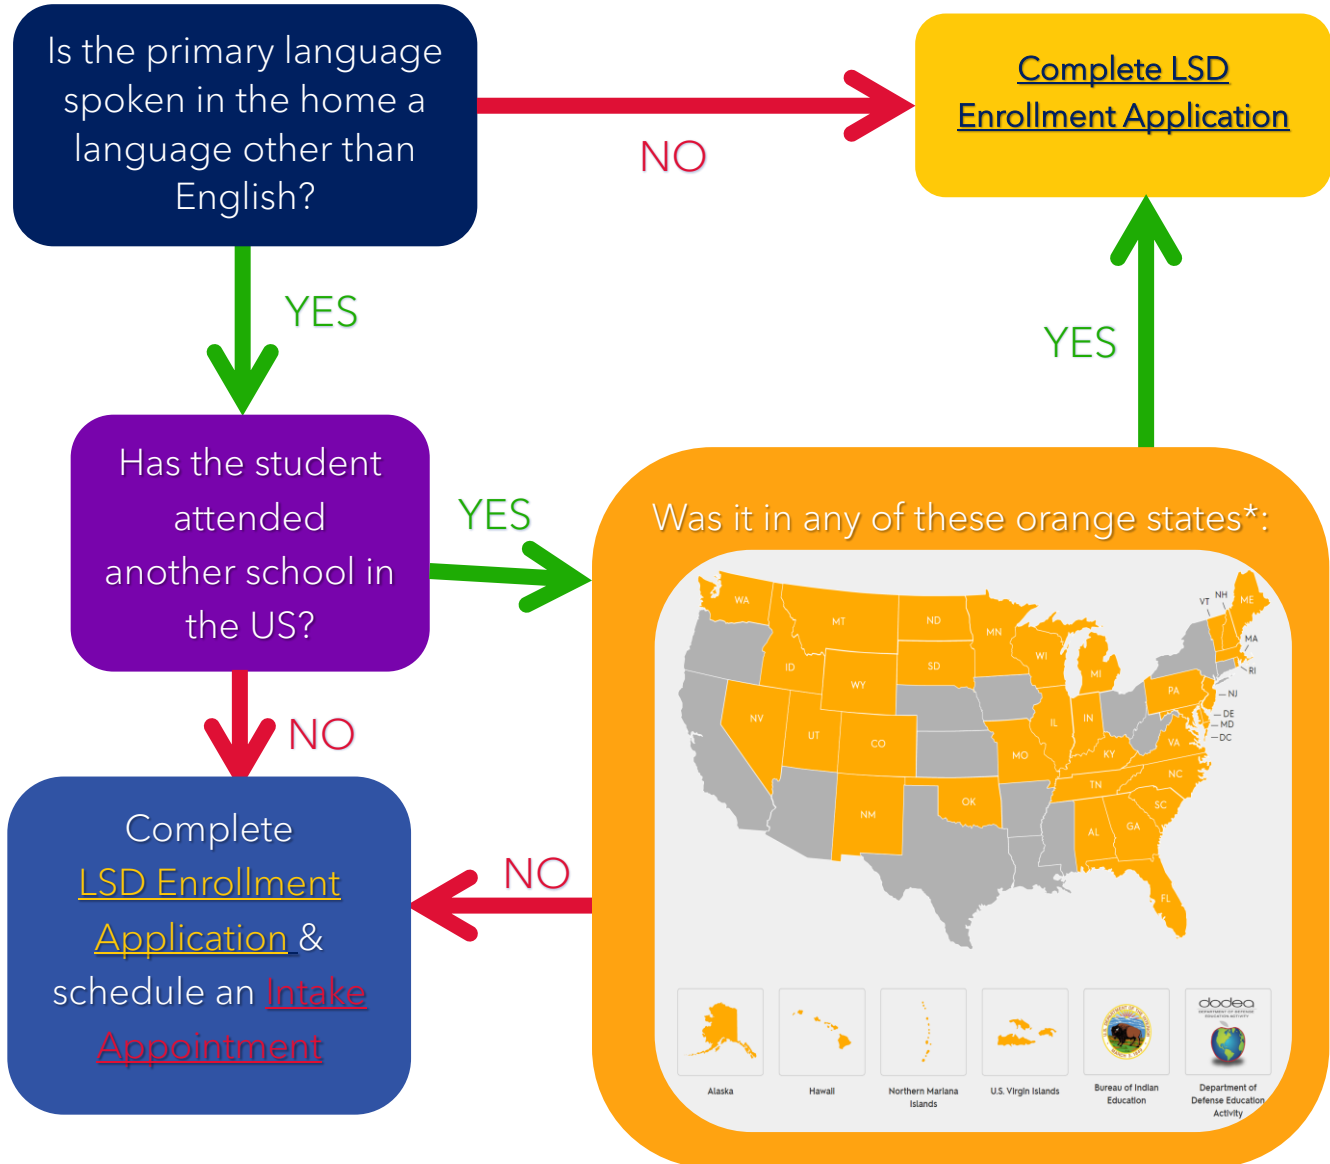 Is the primary language
spoken in the home a
language other than
English?
NO
Complete LSD
Enrollment Application
YES
YES
Has the student
attended
another school in
the US?
YES
Was it in any of these orange states*:
WA
MT
ND
MN
ID
SD
WI
MI
WY
NV
UT
CO
IL
IN
PA
MO
KY
VA
NM
OK
TN
NC
SC
AL
GA
FL
VT
NH
ME
MA
RI
NJ
DE
MD
DC
NO
NO
Complete
LSD Enrollment
Application &
schedule an Intake
Appointment
Alaska
Hawaii
Northern Mariana
Islands
U.S. Virgin Islands
Bureau of Indian
Education
dodea
DEPARTMENT OF DEFENSE
EDUCATION ACTIVITY
Department of
Defense Education
Activity